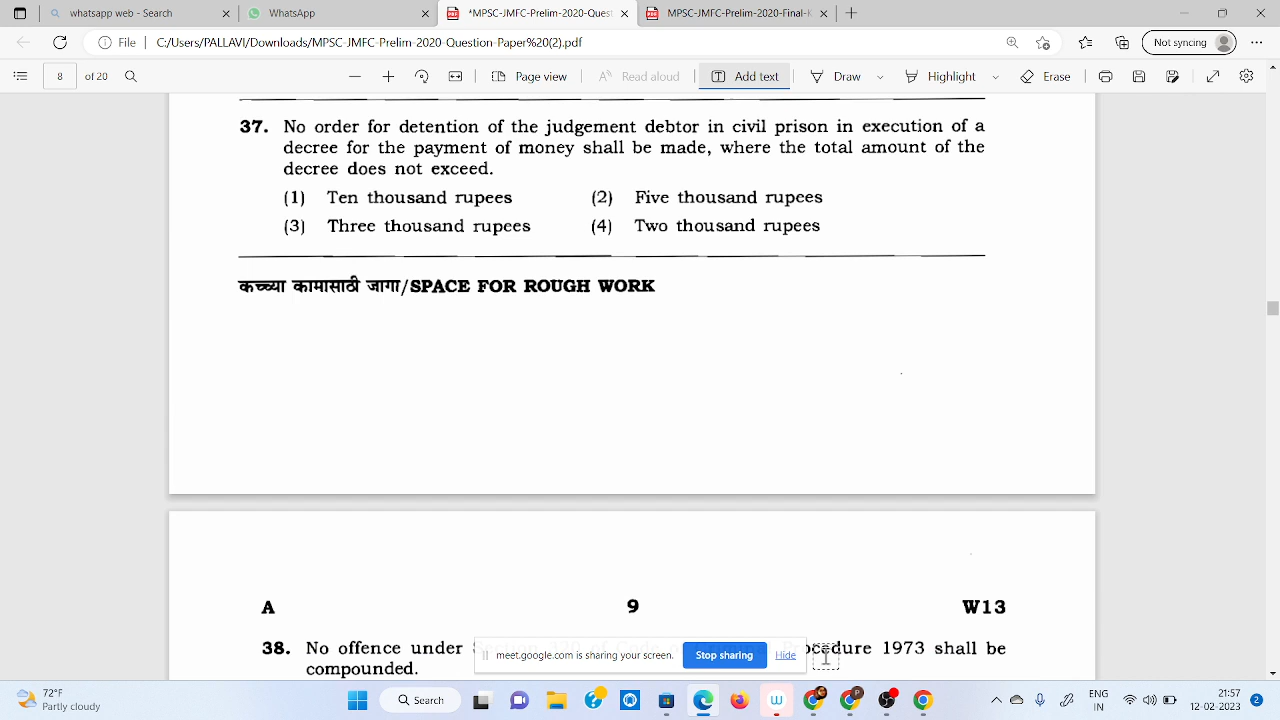 whatsapp web - Search
WhatsApp
*MPSC-JMFC-Prelim-2020-Quest
MPSC-JMFC-Prelim-2020-Final-K
File
C:/Users/PALLAVI/Downloads/MPSC_JMFC-Prelim-2020-Question-Paper%20(2).pdf
Not syncing
8 of 20
Page view
Read aloud
Add text
Draw
Highlight
Erase
37. No order for detention of the judgement debtor in civil prison in execution of a
decree for the payment of money shall be made, where the total amount of the
decree does not exceed.
(1) Ten thousand rupees (2) Five thousand rupees
(3) Three thousand rupees (4) Two thousand rupees
कच्च्या कामासाठी जागा/SPACE FOR ROUGH WORK
A 9 W13
38. No offence under Procedure 1973 shall be
compounded.
meet.google.com is sharing your screen. Stop sharing Hide
72°F
Partly cloudy
Search
ENG
IN
21:57
12-02-2023
2